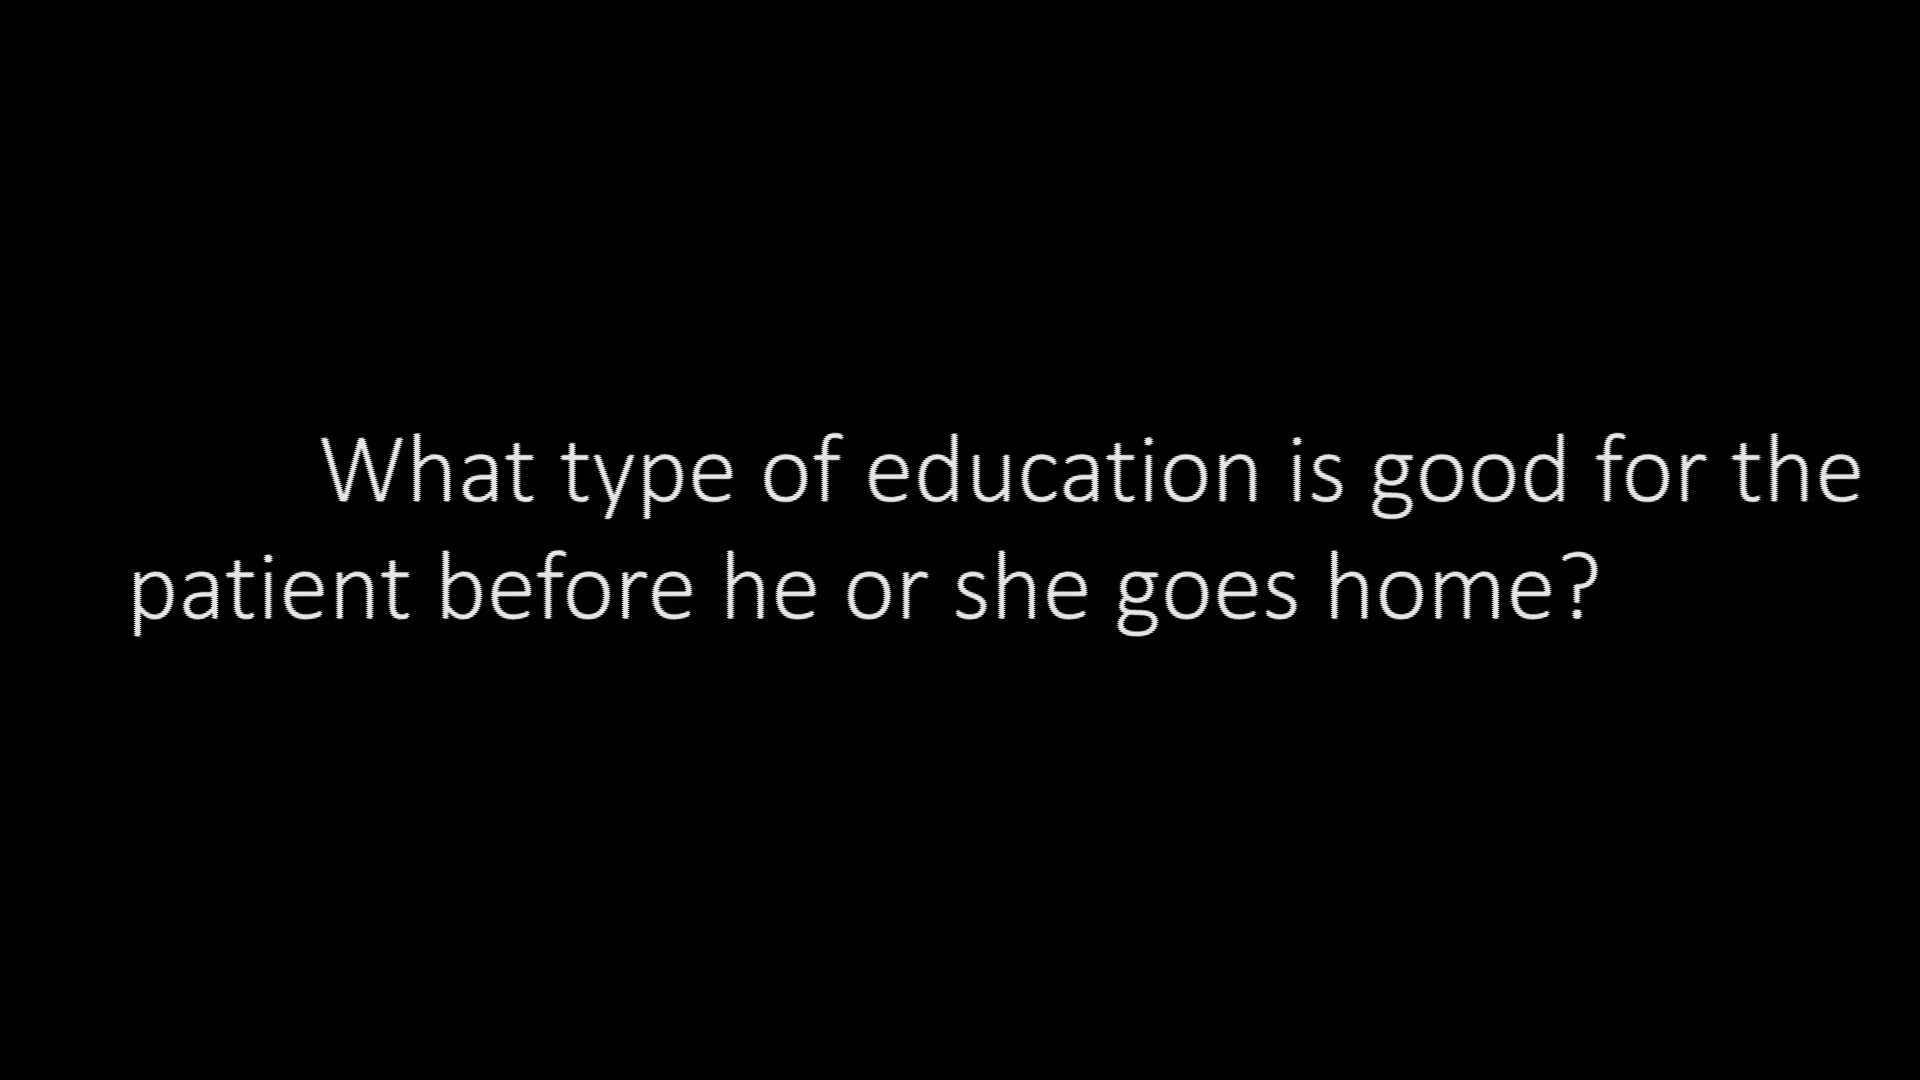 What type of education is good for the
patient before he or she goes home?